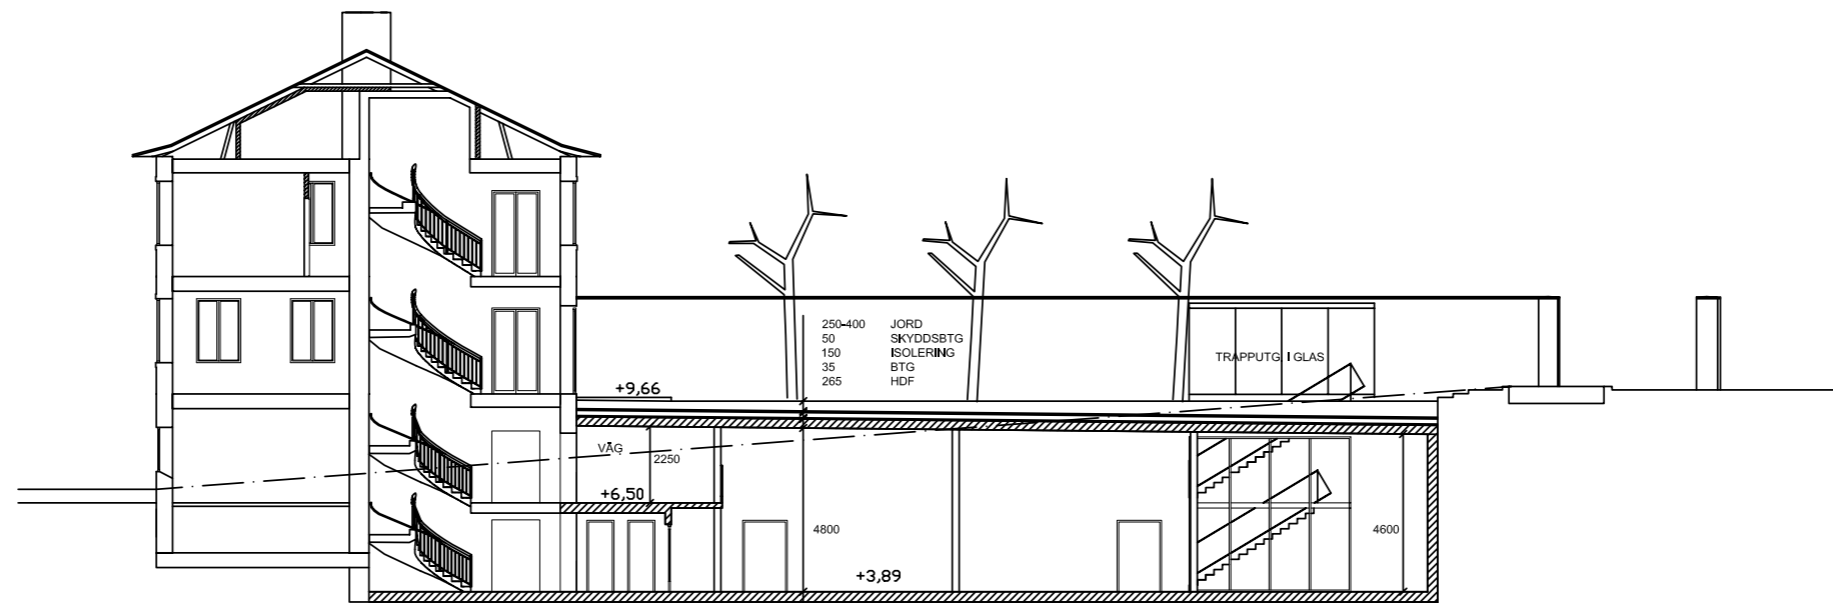 250-400 JORD
50 SKYDDSBTG
150 ISOLERING
35 BTG
265 HDF
TRAPPUTG I GLAS
+9,66
VÅG
2250
+6,50
4800
4600
+3,89